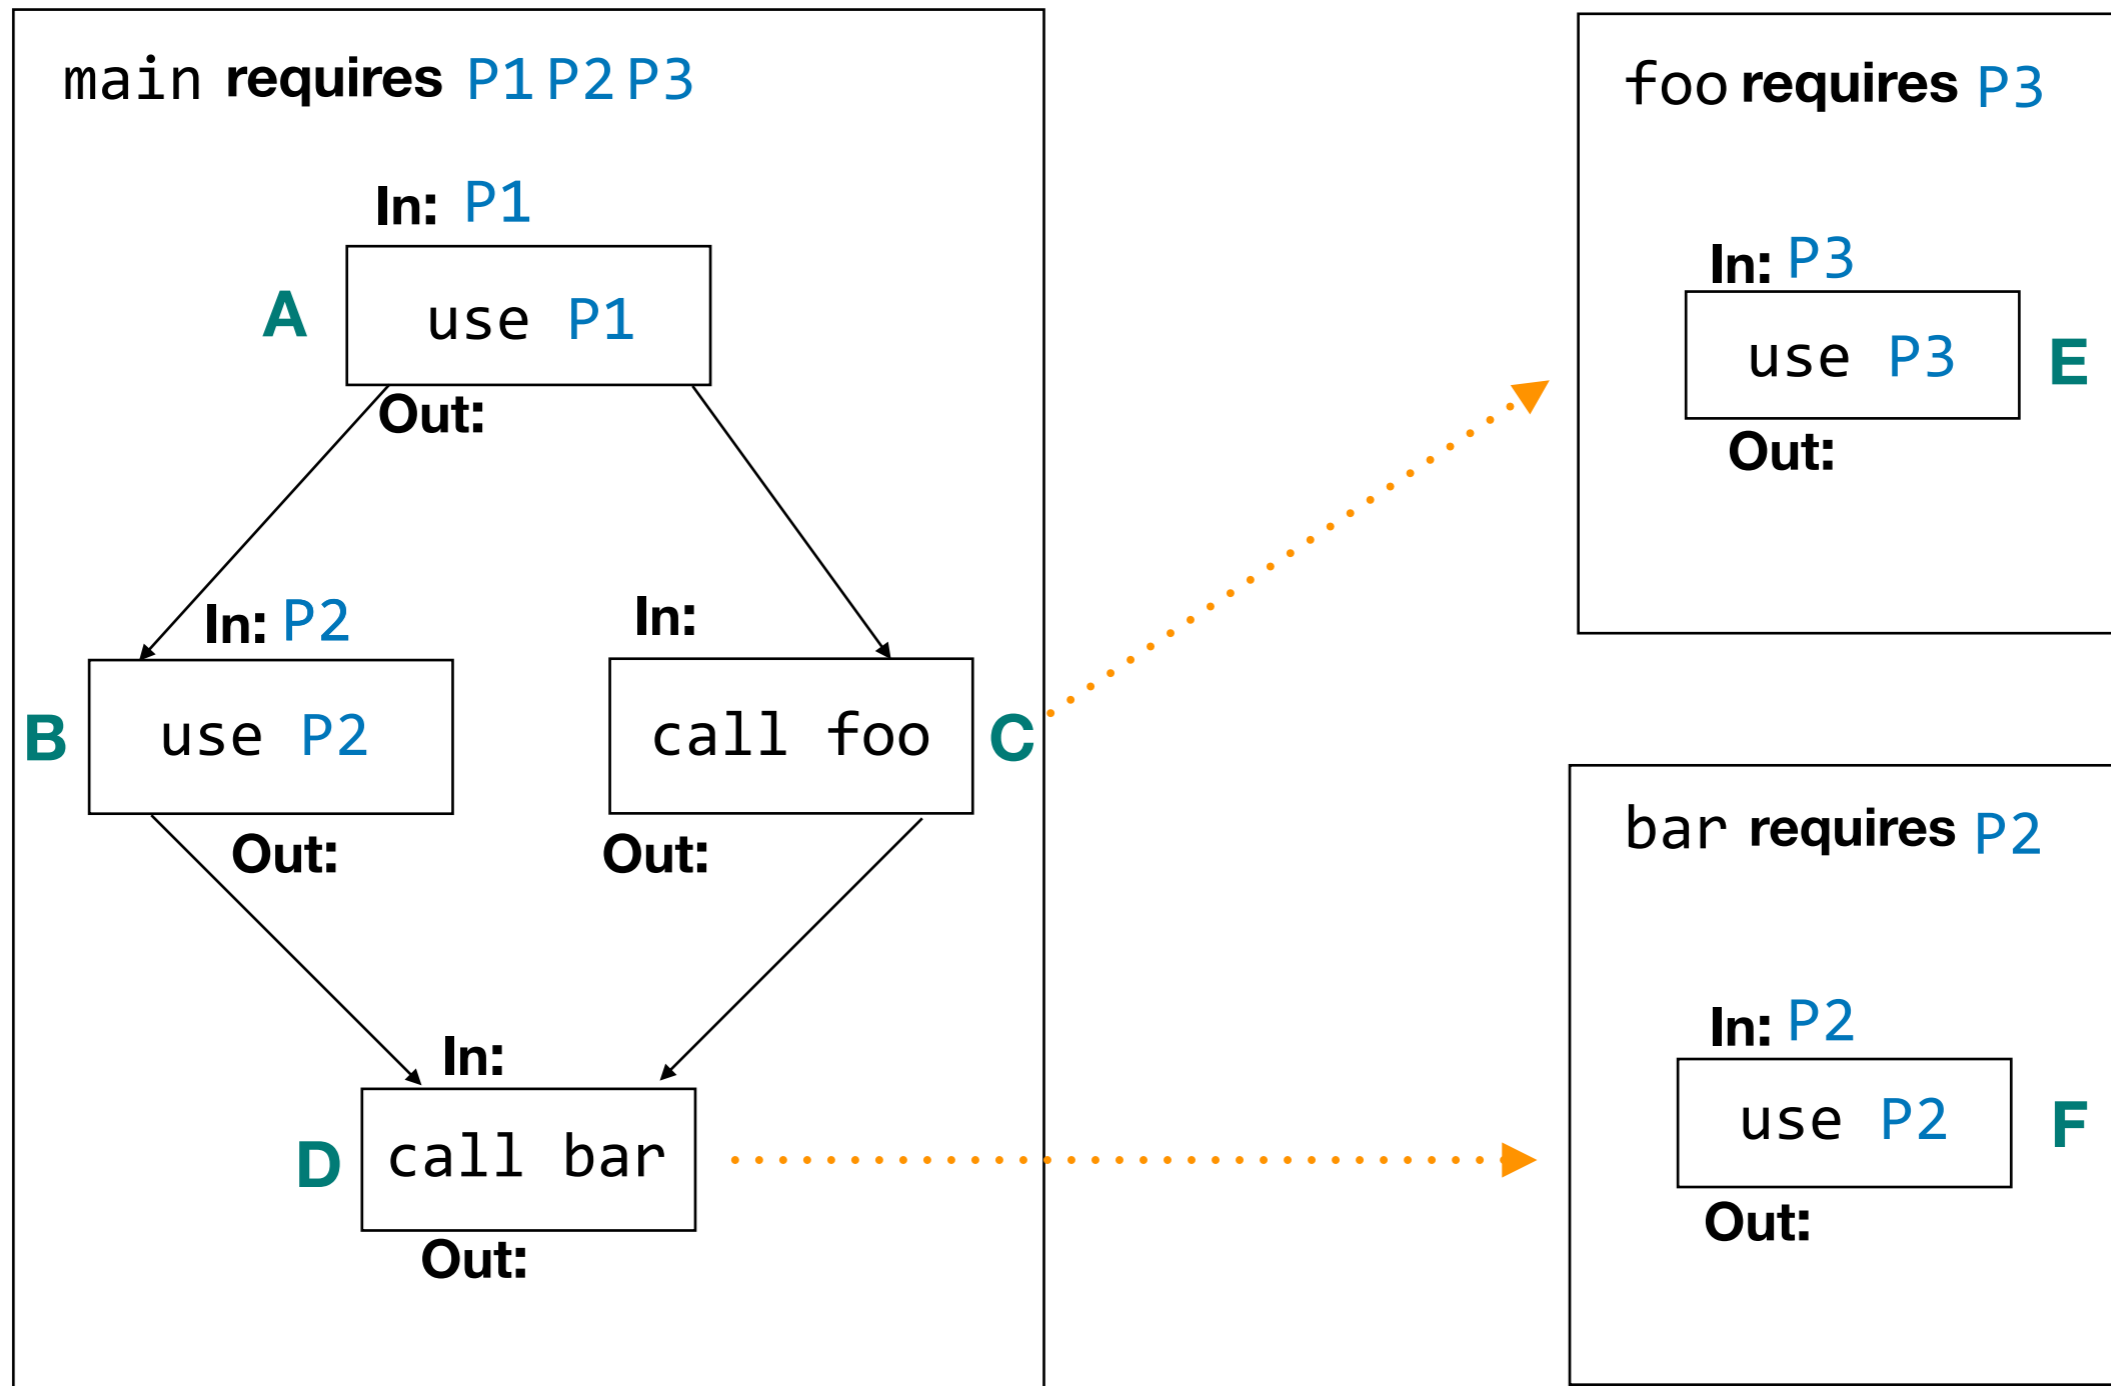 main requires P1 P2 P3
In: P1
A
use P1
Out:
In: P2
B
use P2
Out:
In:
call foo
C
Out:
In:
D
call bar
Out:
foo requires P3
In: P3
use P3
E
Out:
bar requires P2
In: P2
use P2
F
Out: